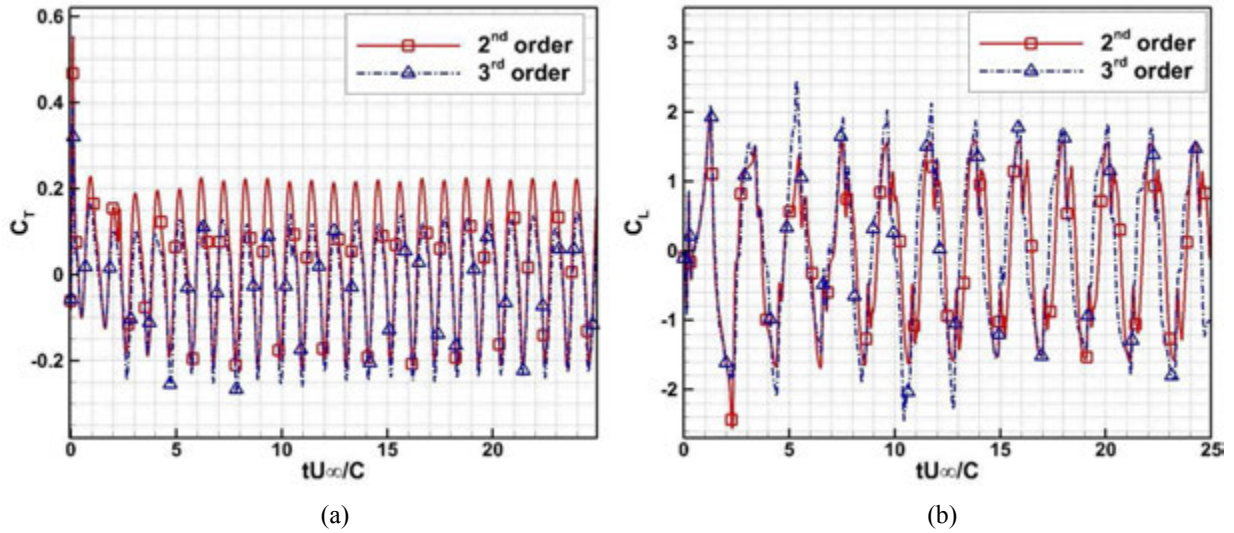 0.6
0.4
0.2
0
-0.2
C_T
2nd order
3rd order
0 5 10 15 20
tU∞/C
(a)
3
2
1
0
-1
-2
C_L
2nd order
3rd order
0 5 10 15 20 25
tU∞/C
(b)